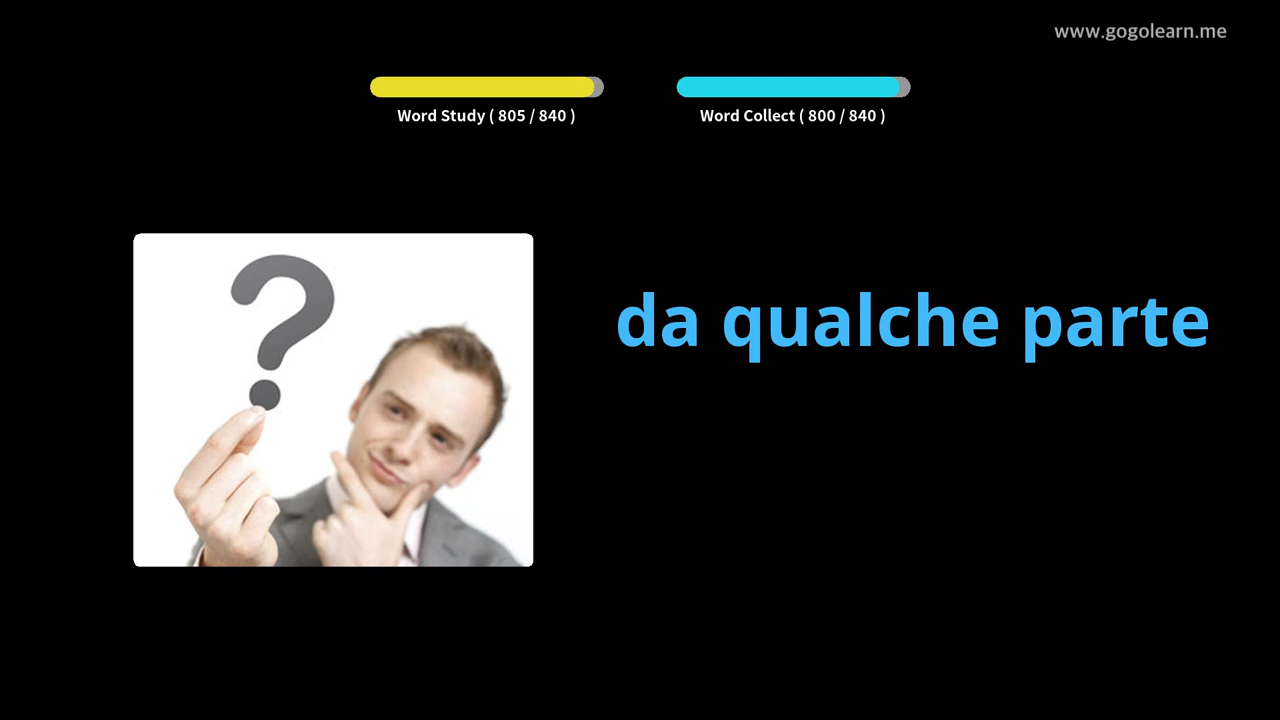 www.gogolearn.me
Word Study ( 805 / 840 )
Word Collect ( 800 / 840 )
?
da qualche parte